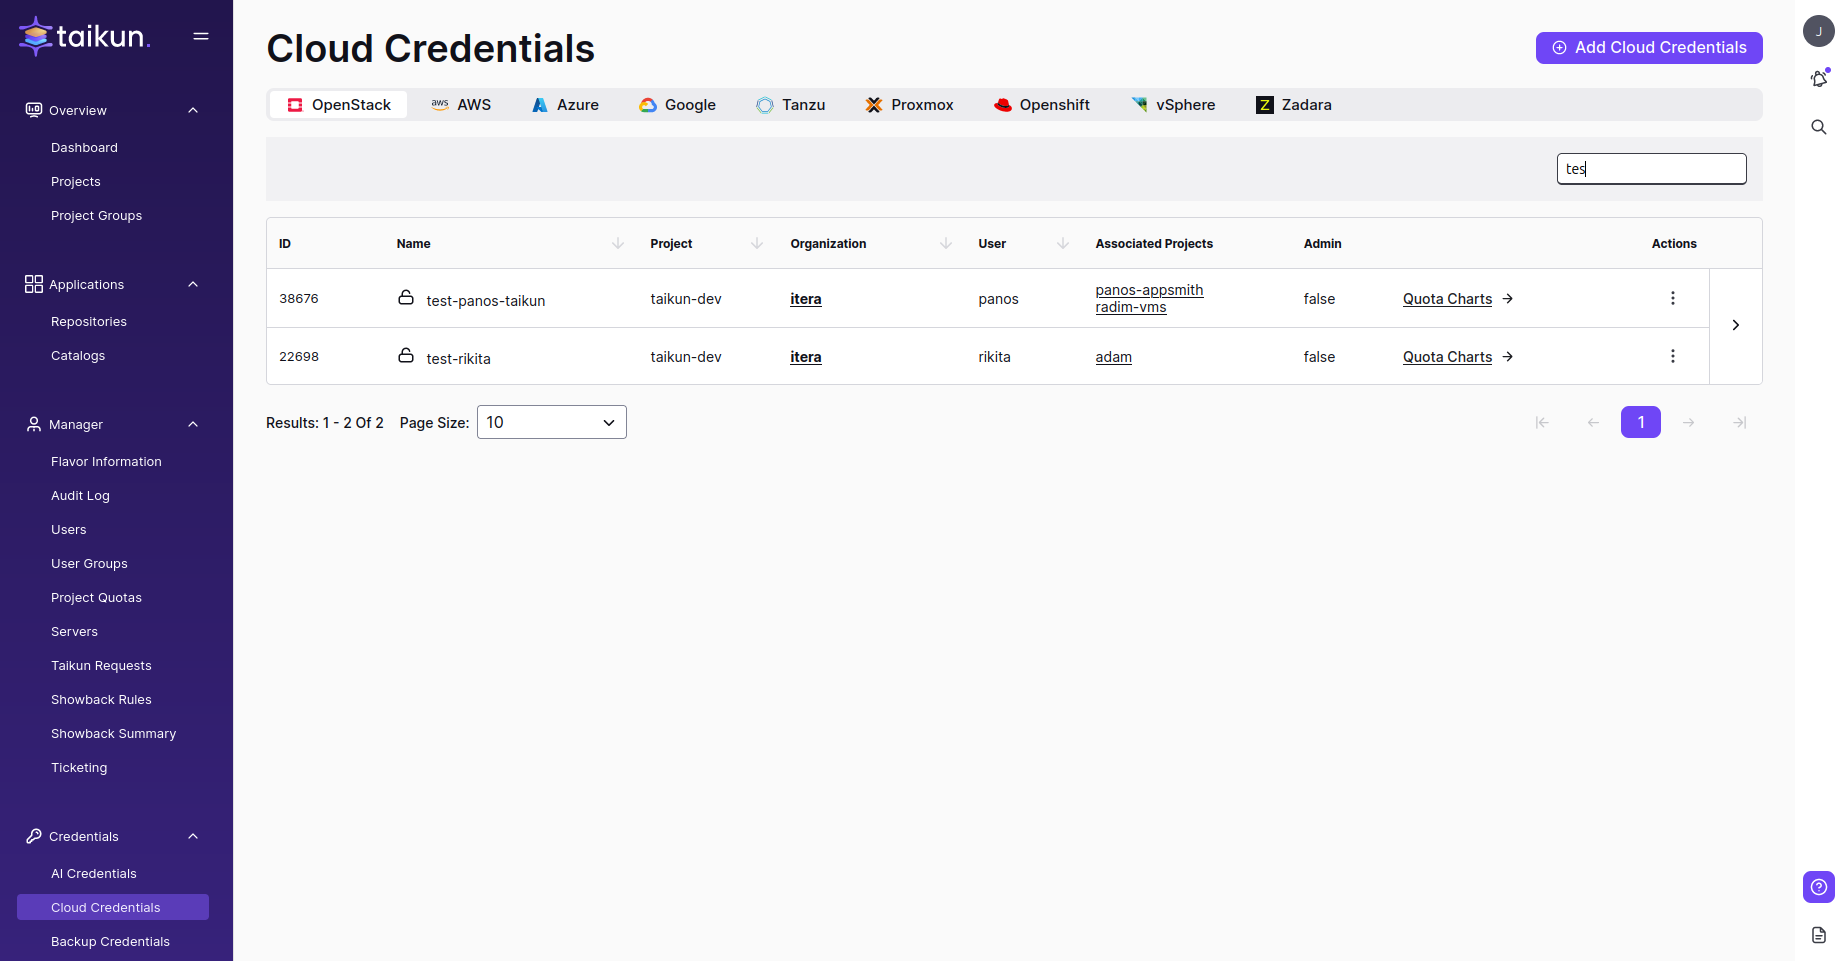 taikun.
Overview
Dashboard
Projects
Project Groups
Applications
Repositories
Catalogs
Manager
Flavor Information
Audit Log
Users
User Groups
Project Quotas
Servers
Taikun Requests
Showback Rules
Showback Summary
Ticketing
Credentials
AI Credentials
Cloud Credentials
Backup Credentials
Cloud Credentials
Add Cloud Credentials
J
OpenStack aws AWS Azure Google Tanzu Proxmox Openshift vSphere Z Zadara
tes
ID Name Project Organization User Associated Projects Admin Actions
38676 test-panos-taikun taikun-dev itera panos panos-appsmith false Quota Charts
radim-vms
22698 test-rikita taikun-dev itera rikita adam false Quota Charts
Results: 1 - 2 Of 2 Page Size: 10 1